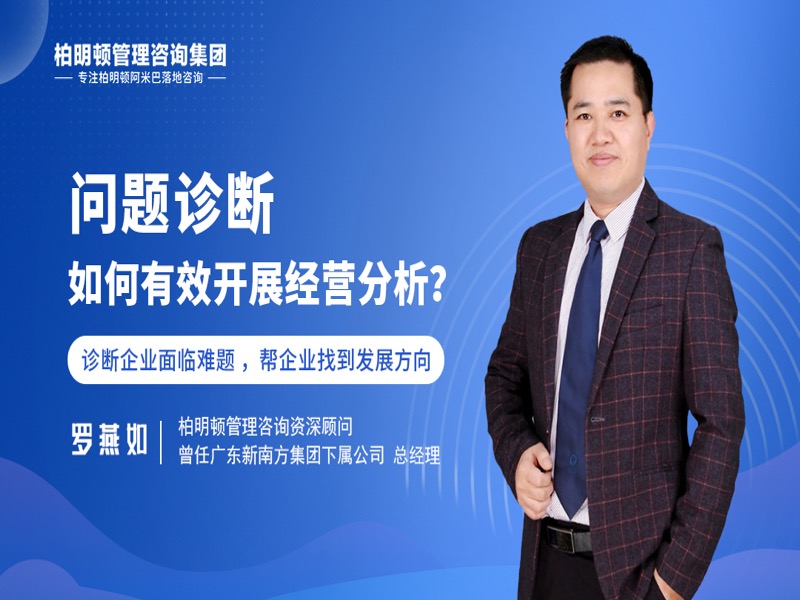 柏明顿管理咨询集团
专注柏明顿阿米巴落地咨询
问题诊断
如何有效开展经营分析?
诊断企业面临难题，帮企业找到发展方向
罗燕如
柏明顿管理咨询资深顾问
曾任广东新南方集团下属公司 总经理